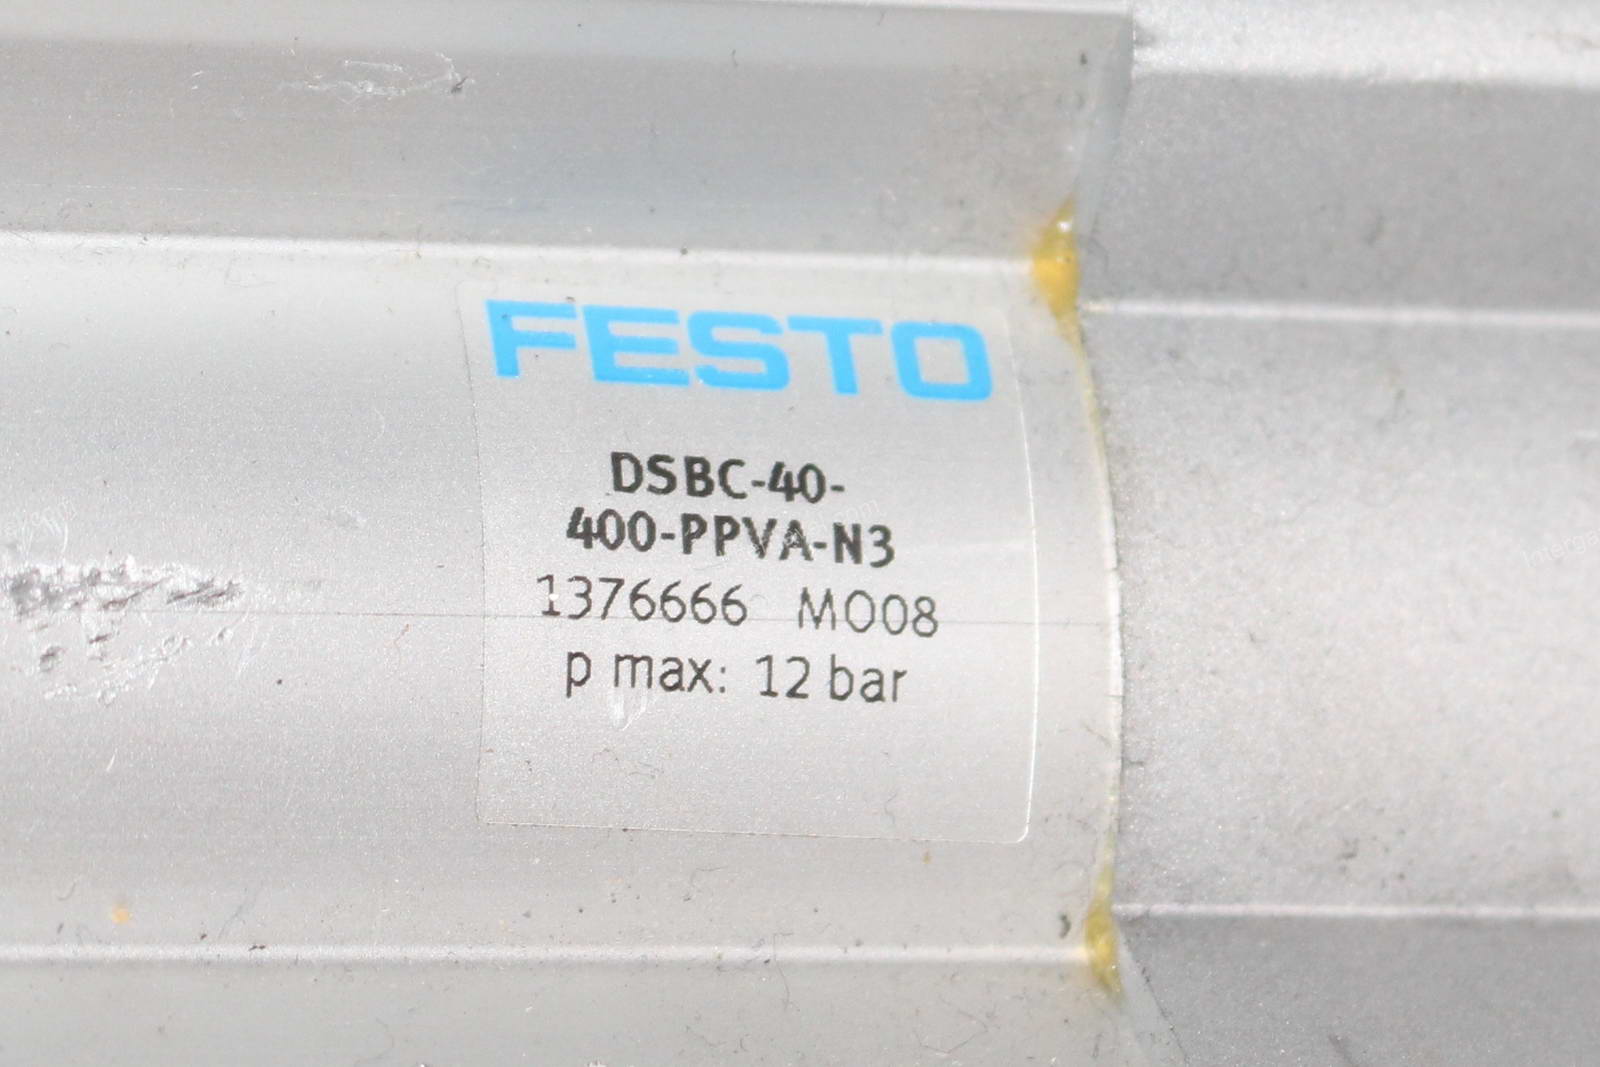 FESTO
DSBC-40-
400-PPVA-N3
1376666 M008
p max: 12 bar